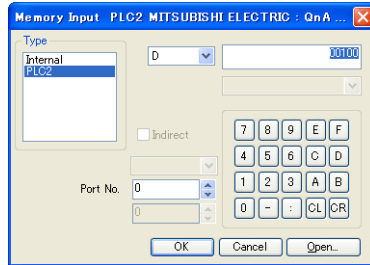 Memory Input PLC2 MITSUBISHI ELECTRIC : QnA ...
Type
Internal
PLC2
D
00100
Indirect
7 8 9 E F
4 5 6 C D
1 2 3 A B
0 - : CL CR
Port No.
0
0
OK Cancel Open...